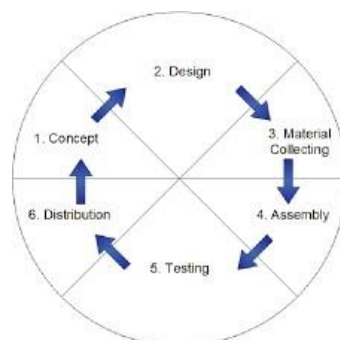 1. Concept
2. Design
3. Material
Collecting
4. Assembly
5. Testing
6. Distribution